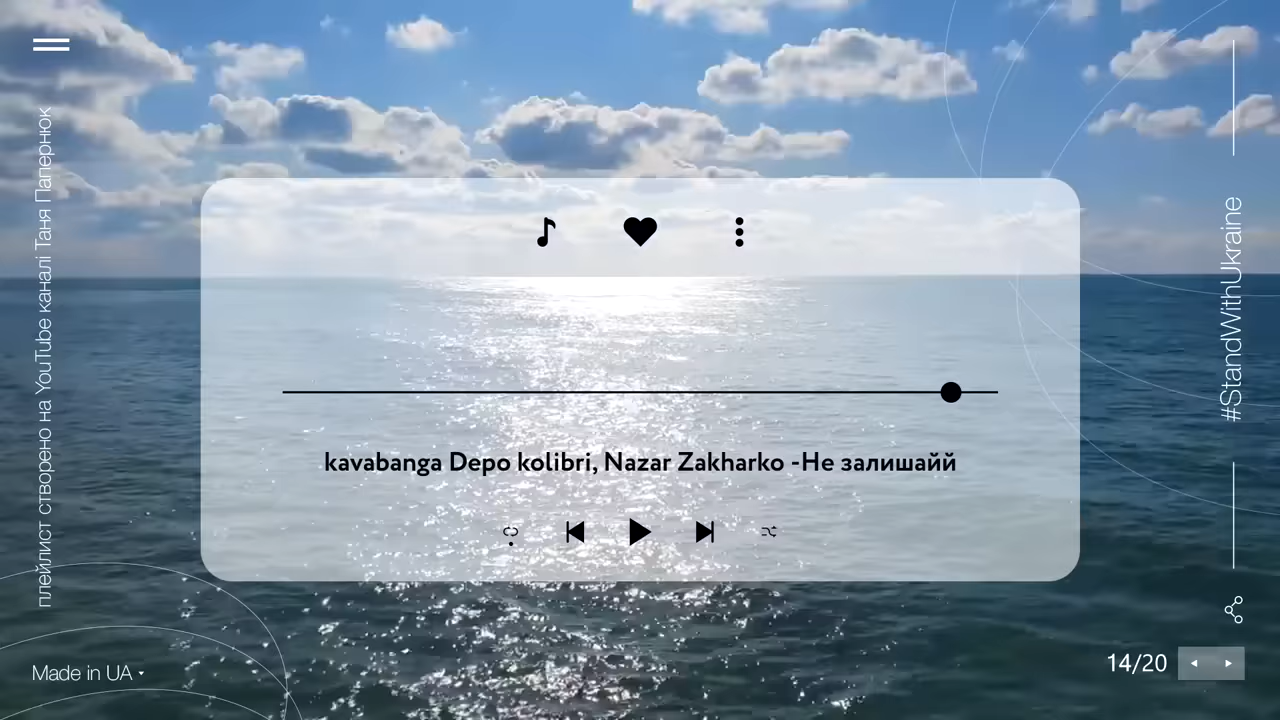 плейлист створено на YouTube каналі Таня Папернюк
#StandWithUkraine
kavabanga Depo kolibri, Nazar Zakharko -Не залишайй
Made in UA
14/20